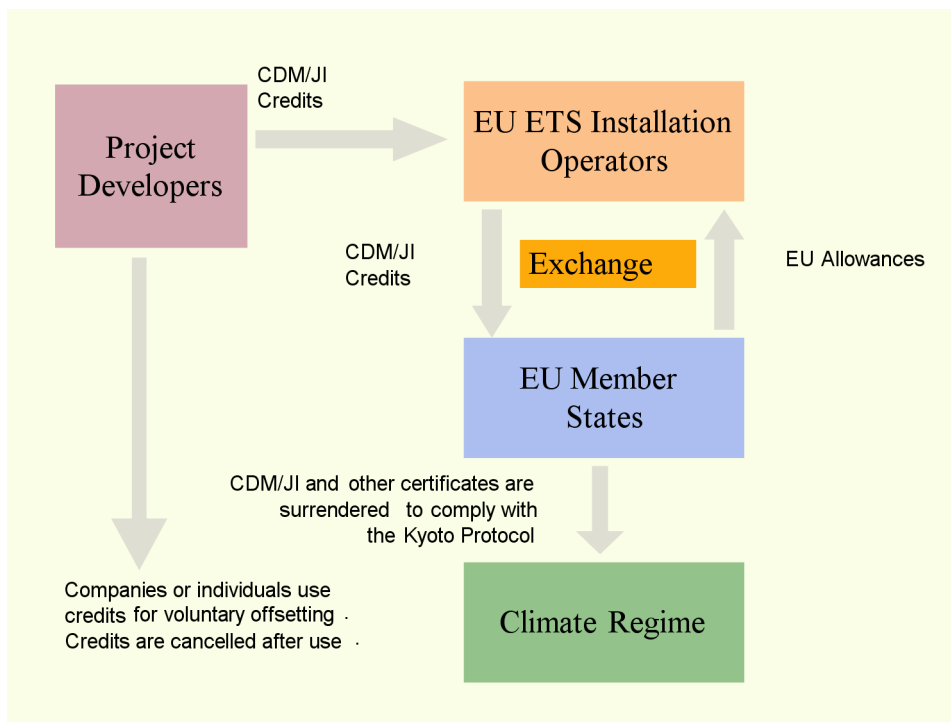 CDM/JI
Credits
Project
Developers
EU ETS Installation
Operators
CDM/JI
Credits
Exchange
EU Allowances
EU Member
States
CDM/JI and other certificates are
surrendered to comply with
the Kyoto Protocol
Companies or individuals use
credits for voluntary offsetting .
Credits are cancelled after use .
Climate Regime